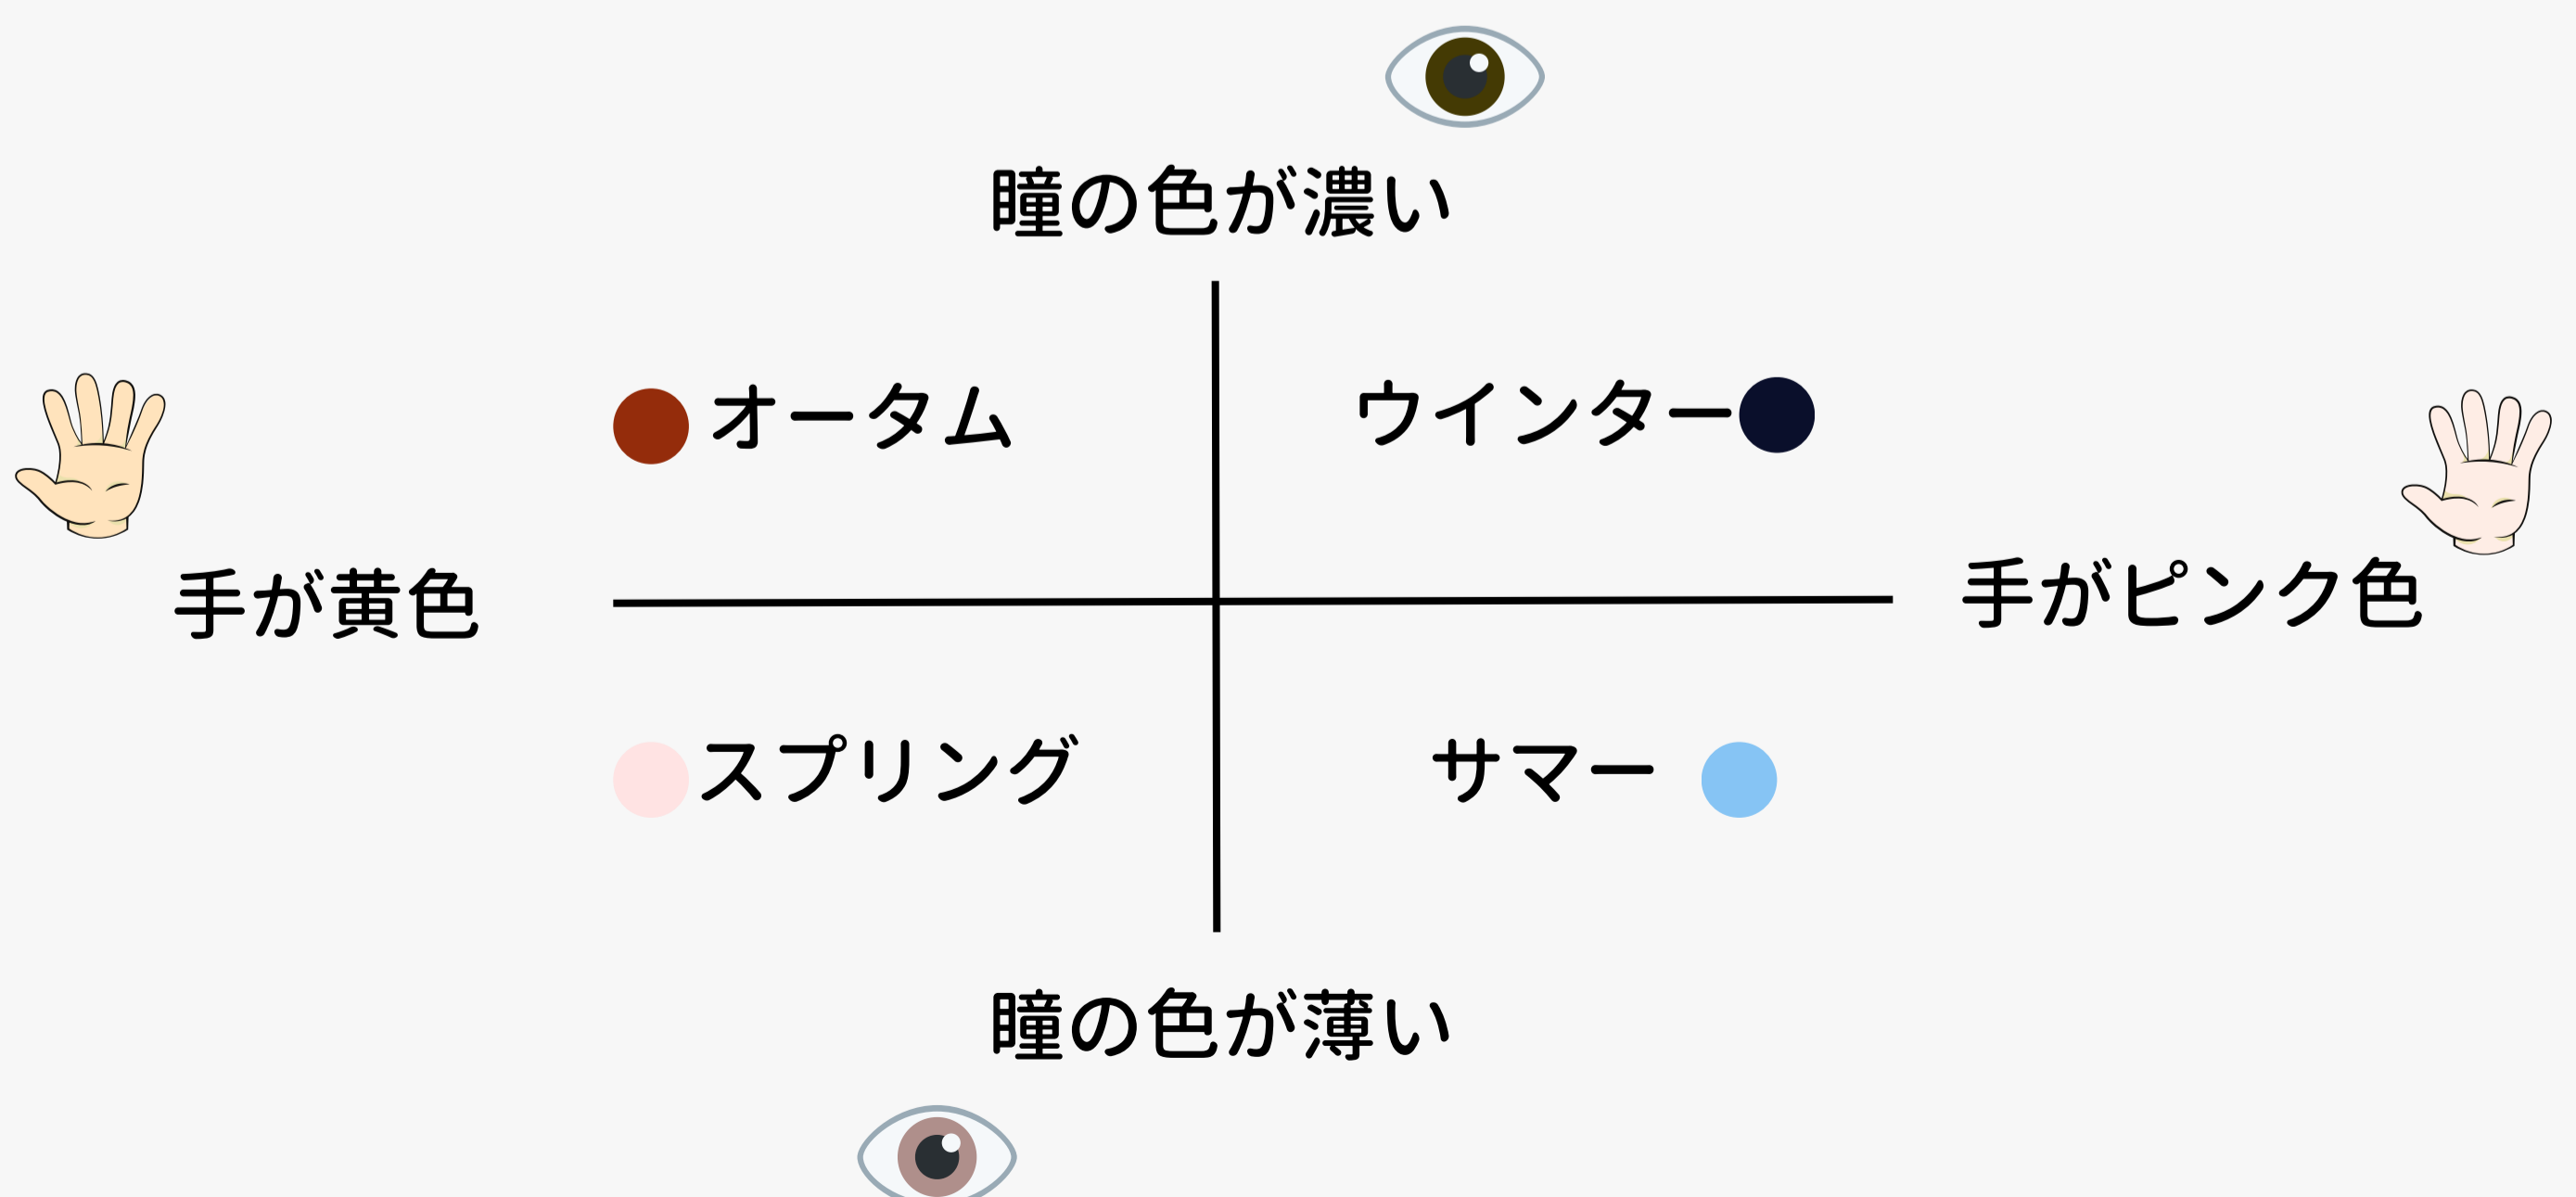 瞳の色が濃い
オータム
ウインター
手が黄色
手がピンク色
スプリング
サマー
瞳の色が薄い